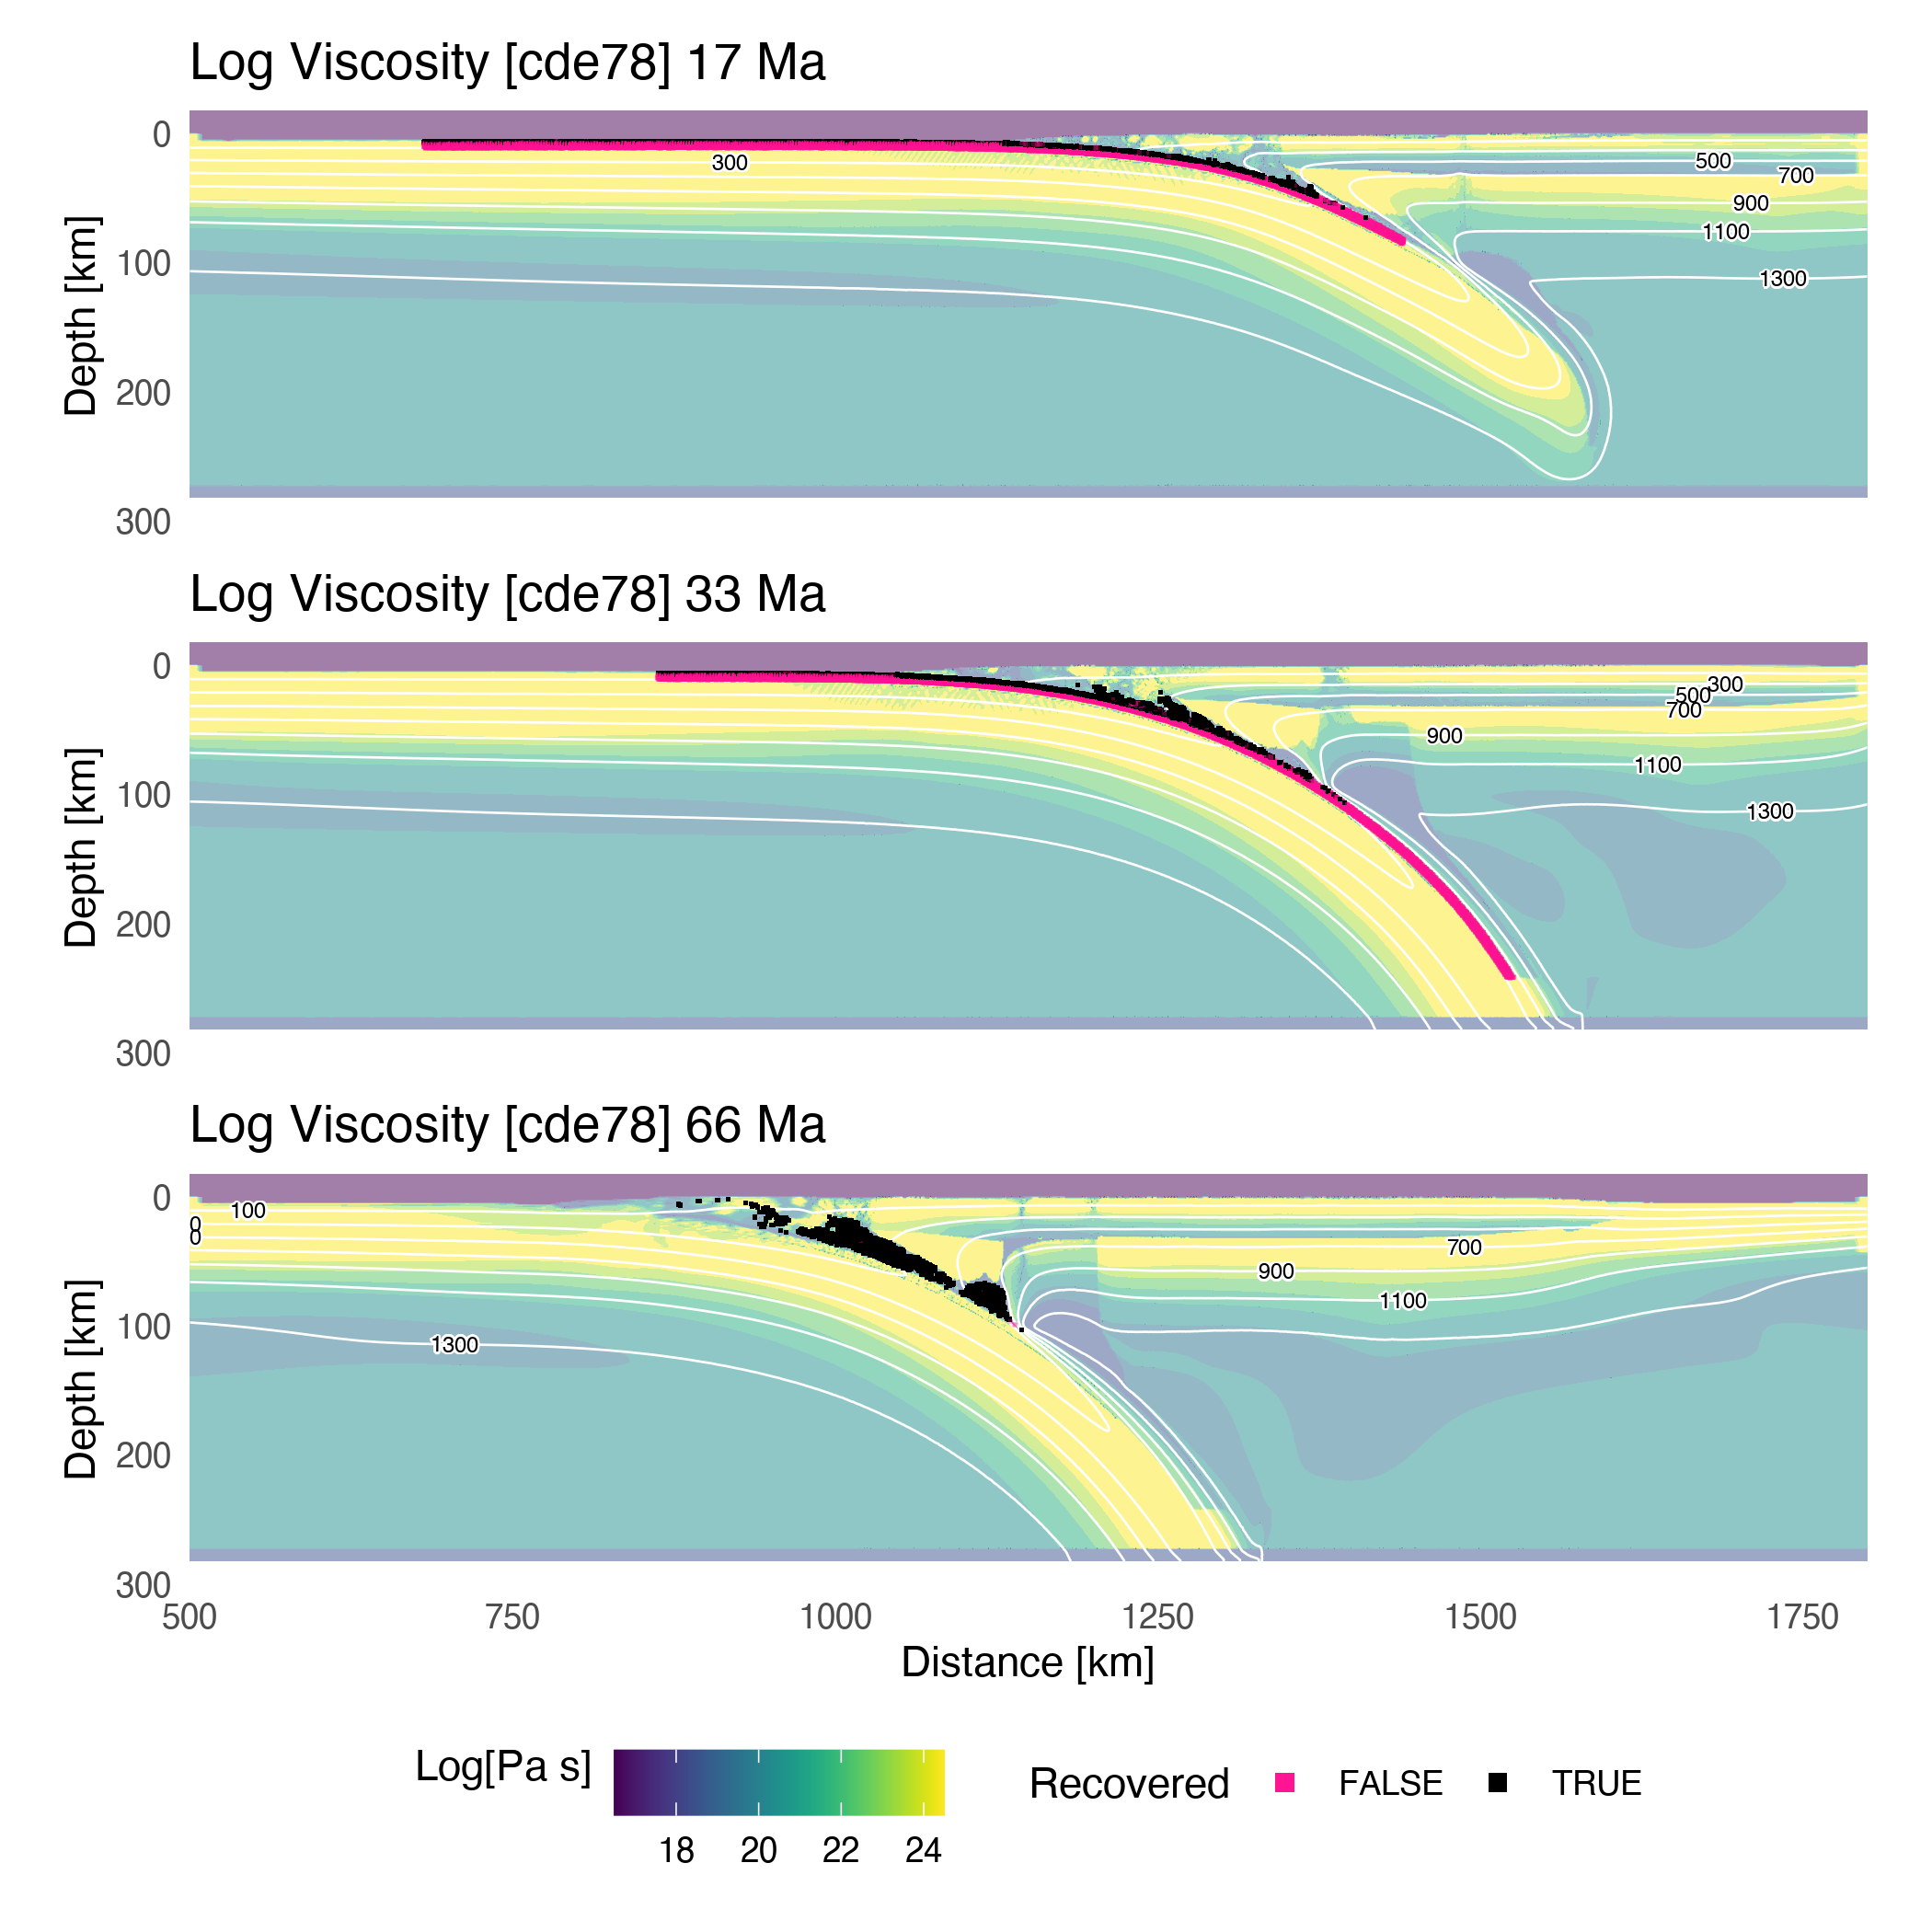 Log Viscosity [cde78] 17 Ma
0
100
200
300
Depth [km]
300
500
700
900
1100
1300
Log Viscosity [cde78] 33 Ma
0
100
200
300
Depth [km]
300
500
700
900
1100
1300
Log Viscosity [cde78] 66 Ma
0
100
200
300
Depth [km]
100
0
0
700
900
1100
1300
500 750 1000 1250 1500 1750
Distance [km]
Log[Pa s]
18 20 22 24
Recovered FALSE TRUE